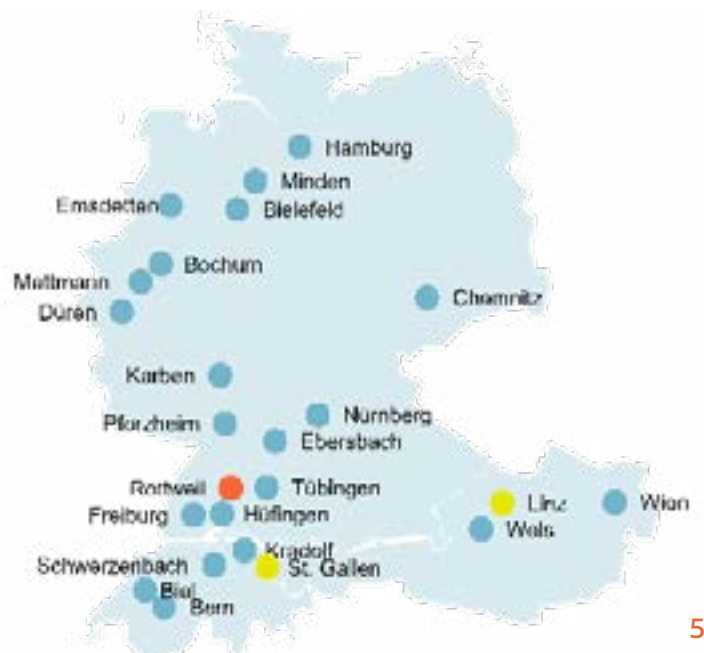 Hamburg
Minden
Emsdetten
Bielefeld
Bochum
Mettmann
Chemnitz
Düren
Karben
Nürnberg
Pforzheim
Ebersbach
Rottweil
Tübingen
Linz
Wien
Freiburg
Hüfingen
Wels
Kradolf
Schwerzenbach
St. Gallen
Biel
Bern
5